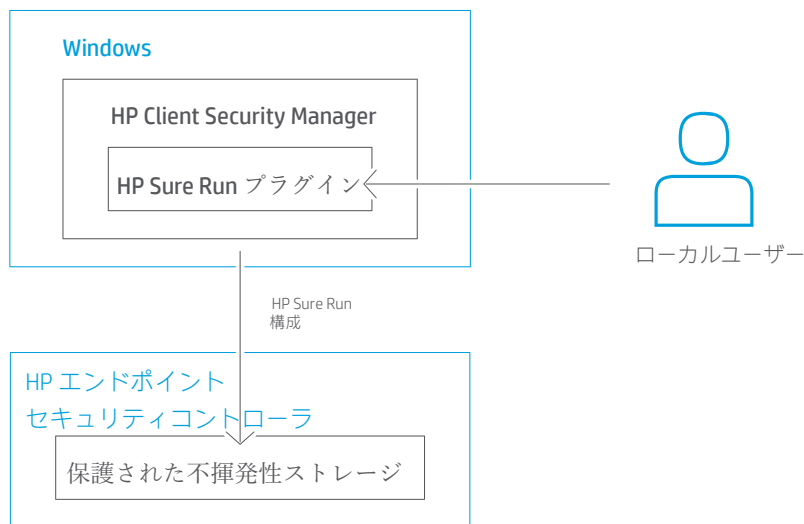 Windows
HP Client Security Manager
HP Sure Run プラグイン
ローカルユーザー
HP Sure Run
構成
HP エンドポイント
セキュリティコントローラ
保護された不揮発性ストレージ